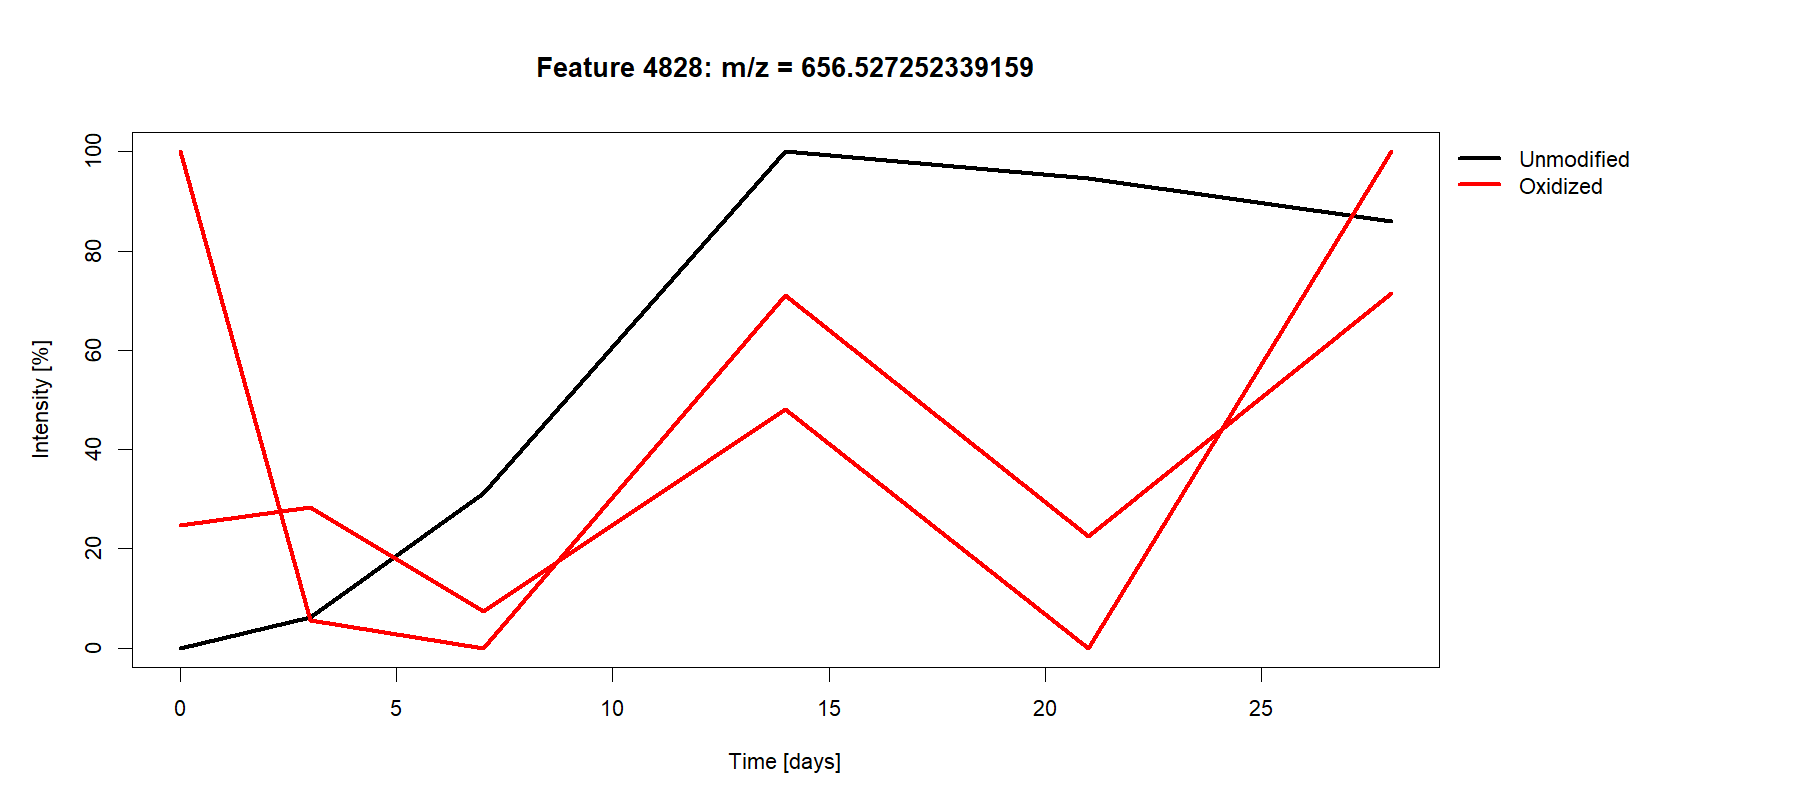 Feature 4828: m/z = 656.527252339159
Unmodified
Oxidized
Intensity [%]
100
80
60
40
20
0
0 5 10 15 20 25
Time [days]